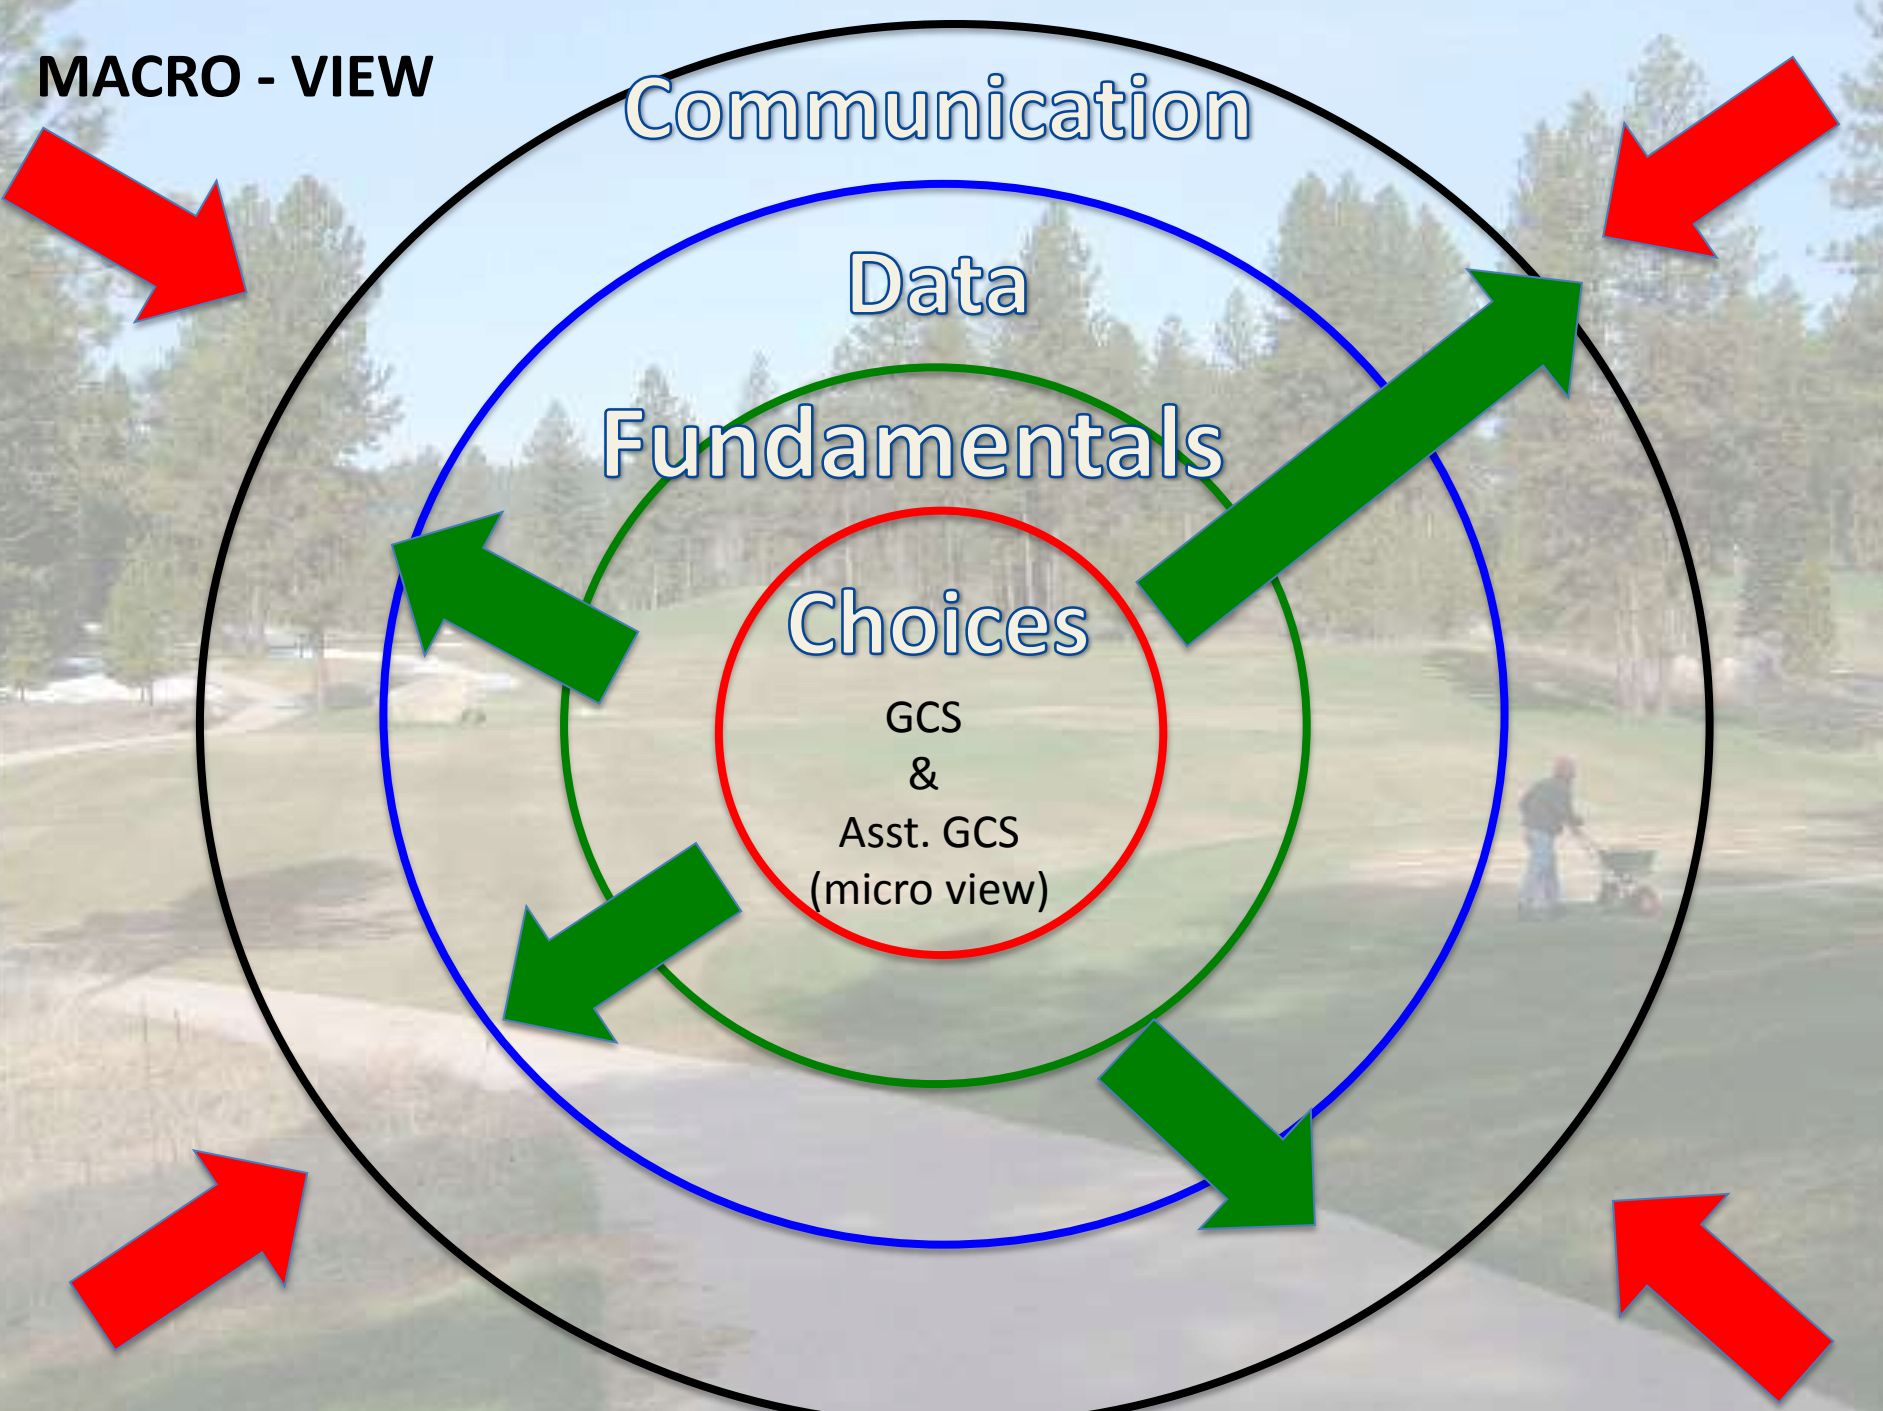 MACRO - VIEW
Communication
Data
Fundamentals
Choices
GCS
&
Asst. GCS
(micro view)